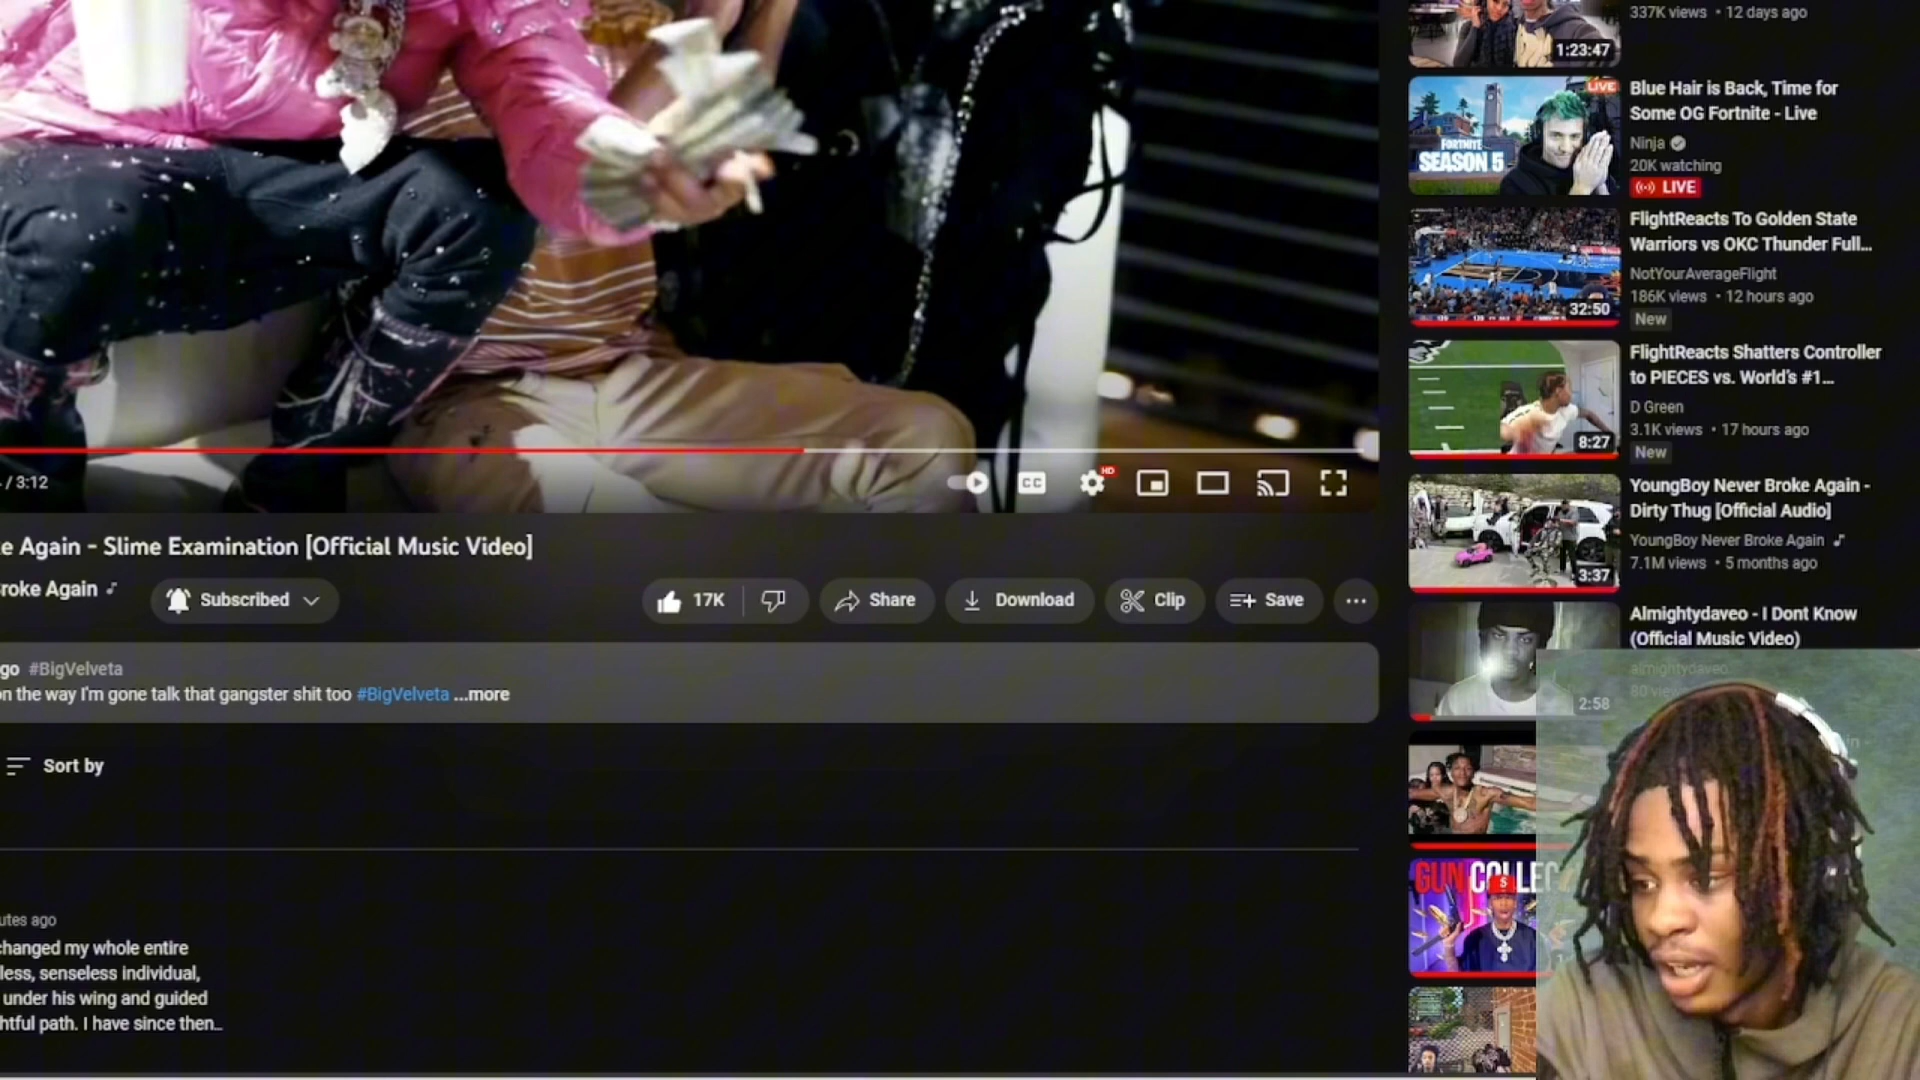 / 3:12
HD
CC
e Again - Slime Examination [Official Music Video]
roke Again
Subscribed
17K
Share
Download
Clip
Save
go #BigVelveta
on the way I'm gone talk that gangster shit too #BigVelveta ...more
Sort by
utes ago
changed my whole entire
less, senseless individual,
under his wing and guided
htful path. I have since then...
337K views • 12 days ago
1:23:47
LIVE
FORTNITE
SEASON 5
Blue Hair is Back, Time for
Some OG Fortnite - Live
Ninja
20K watching
LIVE
32:50
FlightReacts To Golden State
Warriors vs OKC Thunder Full...
NotYourAverageFlight
186K views • 12 hours ago
New
8:27
FlightReacts Shatters Controller
to PIECES vs. World's #1...
D Green
3.1K views • 17 hours ago
New
3:37
YoungBoy Never Broke Again -
Dirty Thug [Official Audio]
YoungBoy Never Broke Again
7.1M views • 5 months ago
2:58
Almightydaveo - I Dont Know
(Official Music Video)
almightydaveo
80 view
GUN COLLEC
S